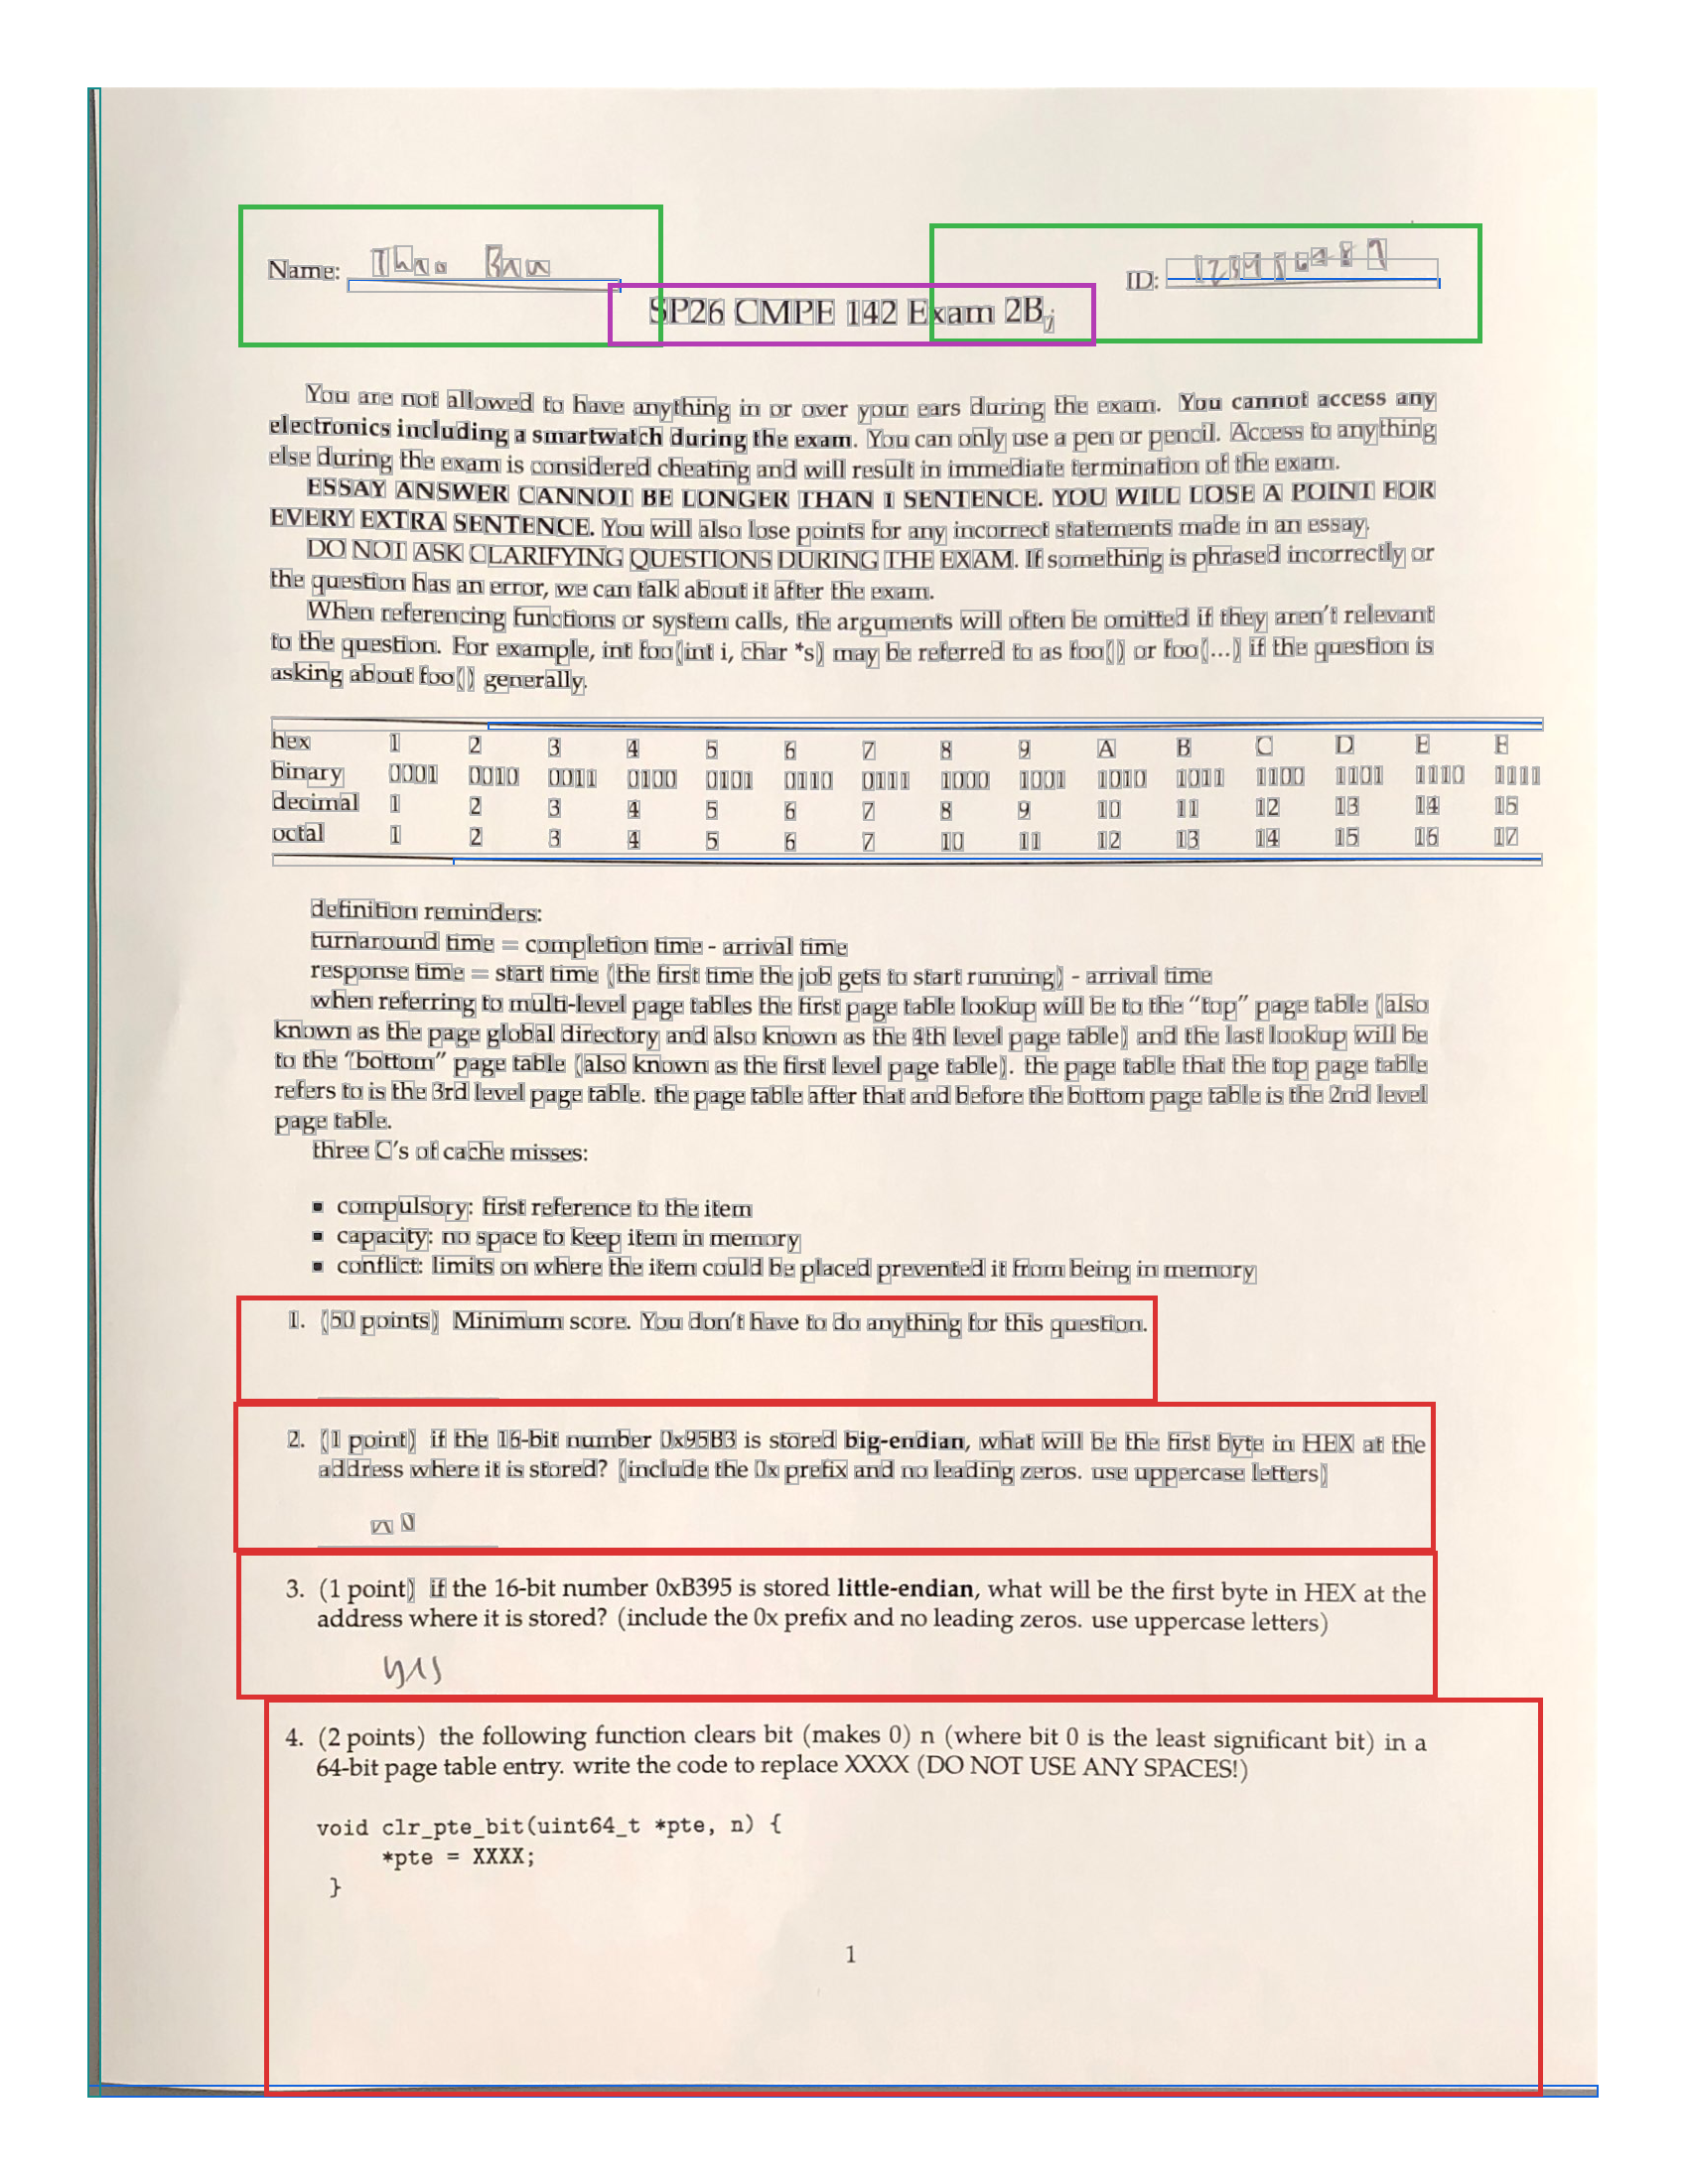 Name: Thao Ran ID: 123456789
SP26 CMPE 142 Exam 2B
You are not allowed to have anything in or over your ears during the exam. You cannot access any
electronics including a smartwatch during the exam. You can only use a pen or pencil. Access to anything
else during the exam is considered cheating and will result in immediate termination of the exam.
ESSAY ANSWER CANNOT BE LONGER THAN 1 SENTENCE. YOU WILL LOSE A POINT FOR
EVERY EXTRA SENTENCE. You will also lose points for any incorrect statements made in an essay.
DO NOT ASK CLARIFYING QUESTIONS DURING THE EXAM. If something is phrased incorrectly or
the question has an error, we can talk about it after the exam.
When referencing functions or system calls, the arguments will often be omitted if they aren't relevant
to the question. For example, int foo(int i, char *s) may be referred to as foo() or foo(...) if the question is
asking about foo() generally.
hex 1 2 3 4 5 6 7 8 9 A B C D E F
binary 0001 0010 0011 0100 0101 0110 0111 1000 1001 1010 1011 1100 1101 1110 1111
decimal 1 2 3 4 5 6 7 8 9 10 11 12 13 14 15
octal 1 2 3 4 5 6 7 10 11 12 13 14 15 16 17
definition reminders:
turnaround time = completion time - arrival time
response time = start time (the first time the job gets to start running) - arrival time
when referring to multi-level page tables the first page table lookup will be to the "top" page table (also
known as the page global directory and also known as the 4th level page table) and the last lookup will be
to the "bottom" page table (also known as the first level page table). the page table that the top page table
refers to is the 3rd level page table. the page table after that and before the bottom page table is the 2nd level
page table.
three C's of cache misses:
▪ compulsory: first reference to the item
▪ capacity: no space to keep item in memory
▪ conflict: limits on where the item could be placed prevented it from being in memory
1. (50 points) Minimum score. You don't have to do anything for this question.
2. (1 point) if the 16-bit number 0x95B3 is stored big-endian, what will be the first byte in HEX at the
address where it is stored? (include the 0x prefix and no leading zeros. use uppercase letters)
no
3. (1 point) if the 16-bit number 0xB395 is stored little-endian, what will be the first byte in HEX at the
address where it is stored? (include the 0x prefix and no leading zeros. use uppercase letters)
yes
4. (2 points) the following function clears bit (makes 0) n (where bit 0 is the least significant bit) in a
64-bit page table entry. write the code to replace XXXX (DO NOT USE ANY SPACES!)
void clr_pte_bit(uint64_t *pte, n) {
*pte = XXXX;
}
1